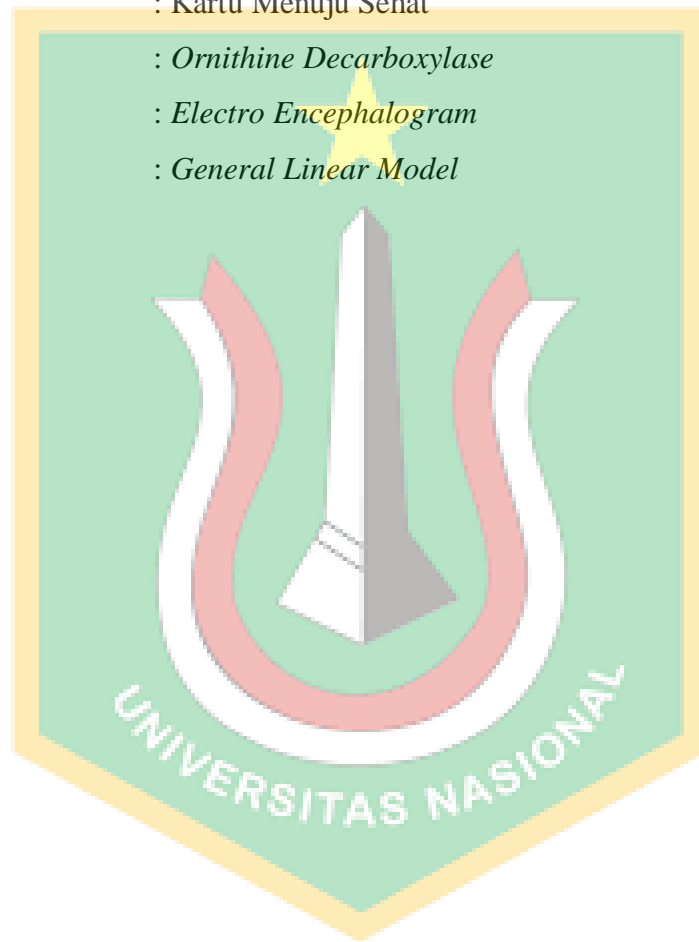 : Kartu Menuju Sehat
: Ornithine Decarboxylase
: Electro Encephalogram
: General Linear Model
UNIVERSITAS NASIONAL